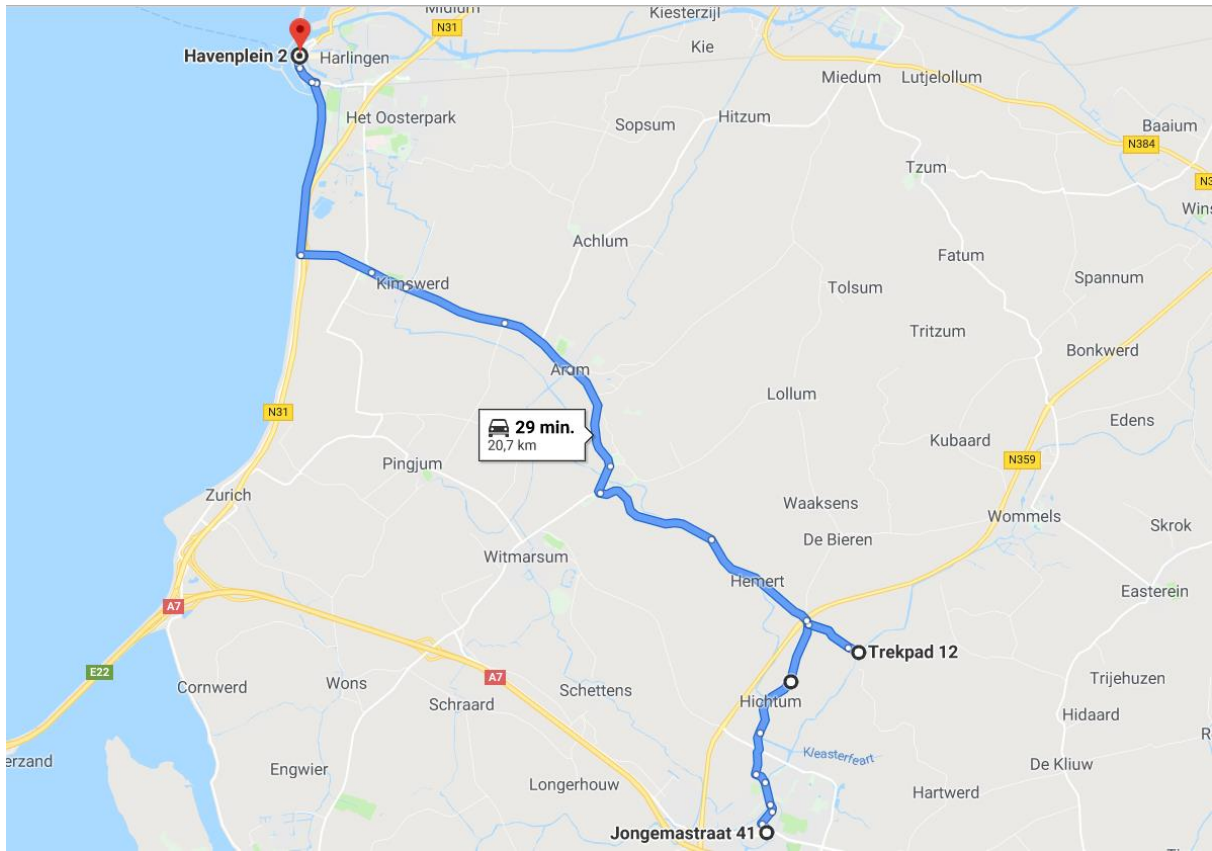 Midlum
N31
Kiesterzijl
Kie
Havenplein 2
Harlingen
Miedum
Lutjelollum
Het Oosterpark
Sopsum
Hitzum
Baaium
N384
Tzum
Wins
Achlum
Fatum
Spannum
Kimswerd
Tolsum
Tritzum
Bonkwerd
Arum
Lollum
N31
29 min.
20,7 km
Edens
Kubaard
Pingjum
N359
Zurich
Waaksens
Wommels
Skrok
De Bieren
Witmarsum
Hemert
Easterein
A7
Trekpad 12
E22
A7
Cornwerd
Wons
Schettens
Trijehuzen
Schraard
Hichtum
Hidaard
erzand
Kleasterfeart
Engwier
De Kliuw
Longerhouw
Hartwerd
Jongemastraat 41